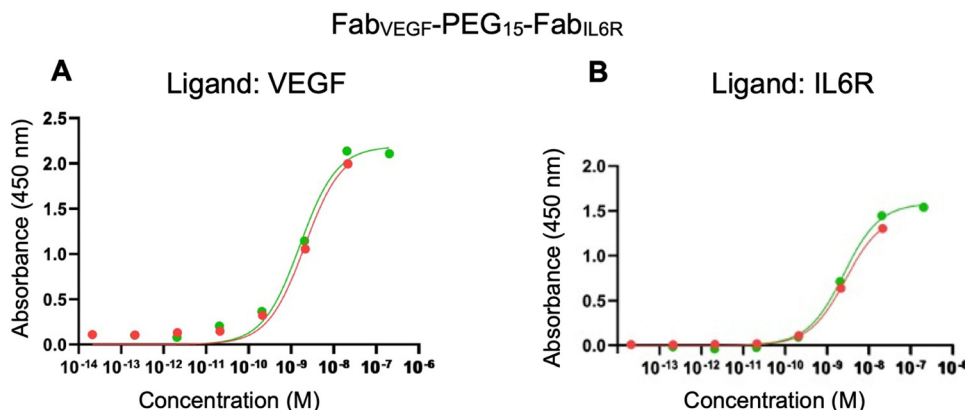 FabVEGF-PEG15-FabIL6R
A
Ligand: VEGF
Absorbance (450 nm)
2.5
2.0
1.5
1.0
0.5
0.0
10-14 10-13 10-12 10-11 10-10 10-9 10-8 10-7 10-6
Concentration (M)
B
Ligand: IL6R
Absorbance (450 nm)
2.0
1.5
1.0
0.5
0.0
10-13 10-12 10-11 10-10 10-9 10-8 10-7 10-6
Concentration (M)